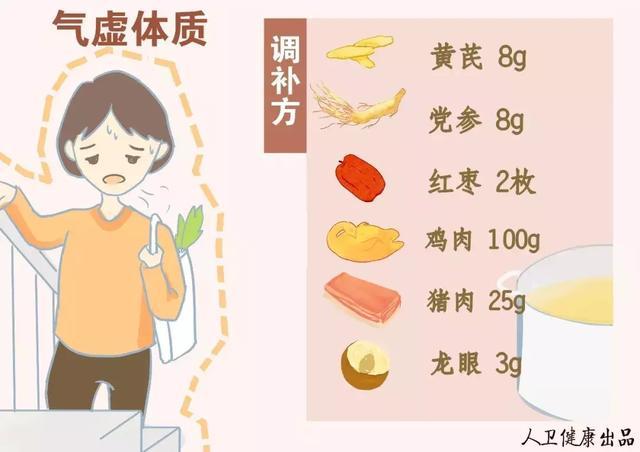 气虚体质
调补方
黄芪 8g
党参 8g
红枣 2枚
鸡肉 100g
猪肉 25g
龙眼 3g
人卫健康出品